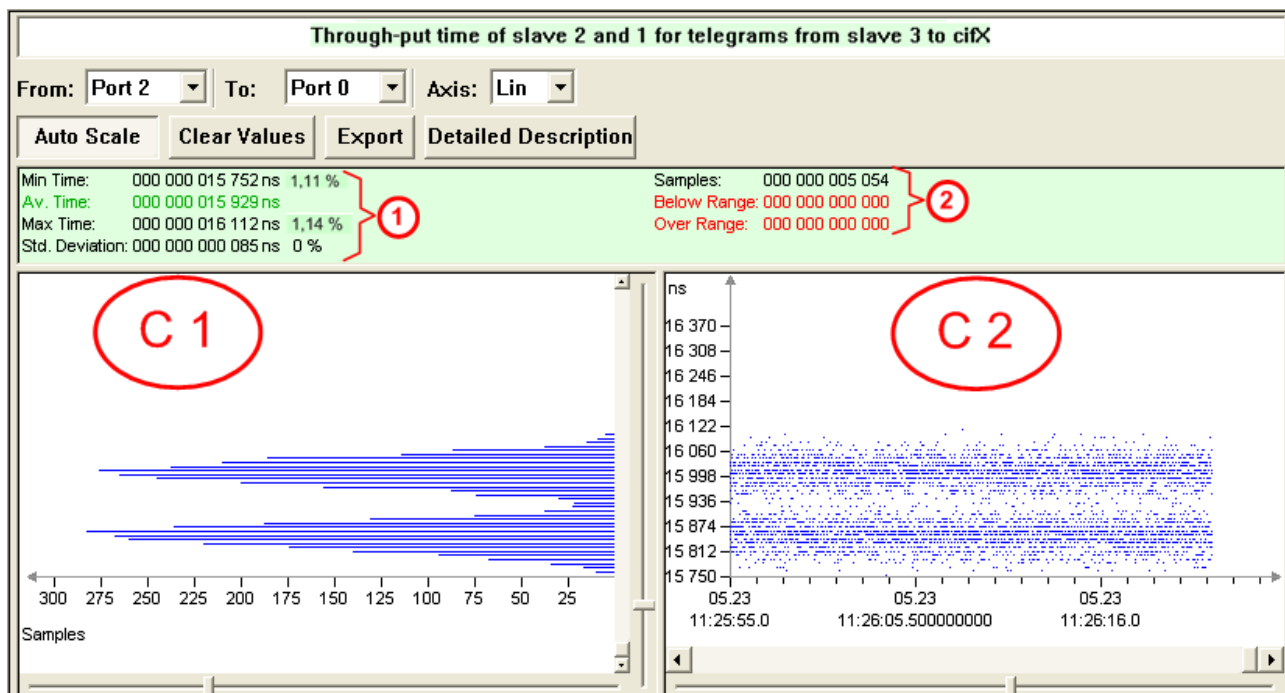 Through-put time of slave 2 and 1 for telegrams from slave 3 to cifX
From: Port 2 To: Port 0 Axis: Lin
Auto Scale Clear Values Export Detailed Description
Min Time: 000 000 015 752 ns 1,11 % Samples: 000 000 005 054
Av. Time: 000 000 015 929 ns 1 Below Range: 000 000 000 000 2
Max Time: 000 000 016 112 ns 1,14 % Over Range: 000 000 000 000
Std. Deviation: 000 000 000 085 ns 0 %
C 1
300 275 250 225 200 175 150 125 100 75 50 25
Samples
C 2
ns
16 370
16 308
16 246
16 184
16 122
16 060
15 998
15 936
15 874
15 812
15 750
05.23 05.23 05.23
11:25:55.0 11:26:05.500000000 11:26:16.0